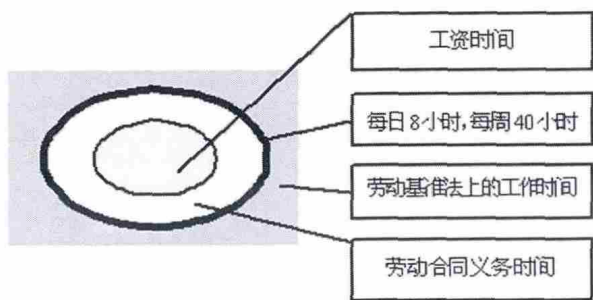 工资时间
每日8小时,每周40小时
劳动基准法上的工作时间
劳动合同义务时间